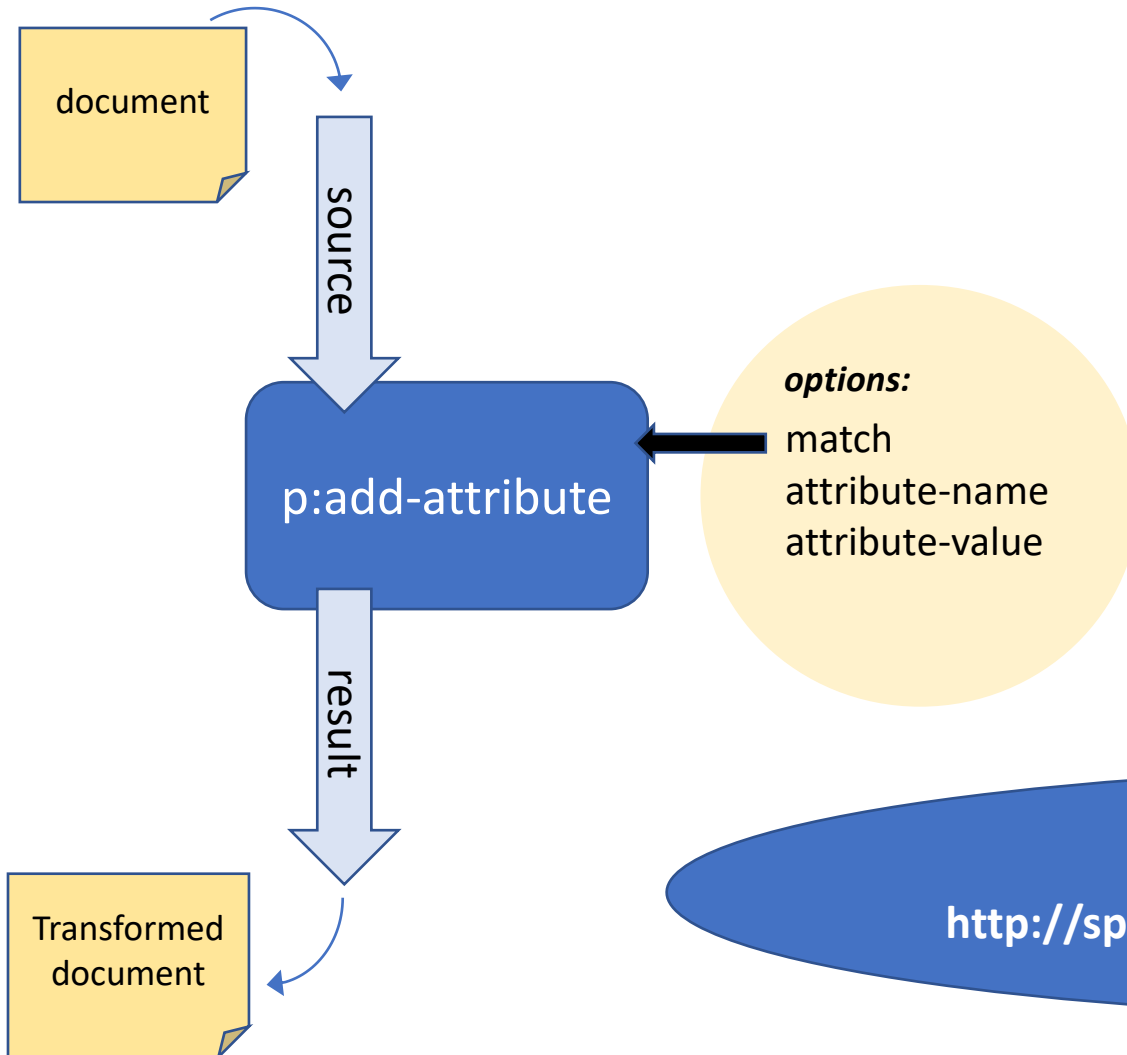 document
source
options:
match
attribute-name
attribute-value
p:add-attribute
result
Transformed
document
http://sp